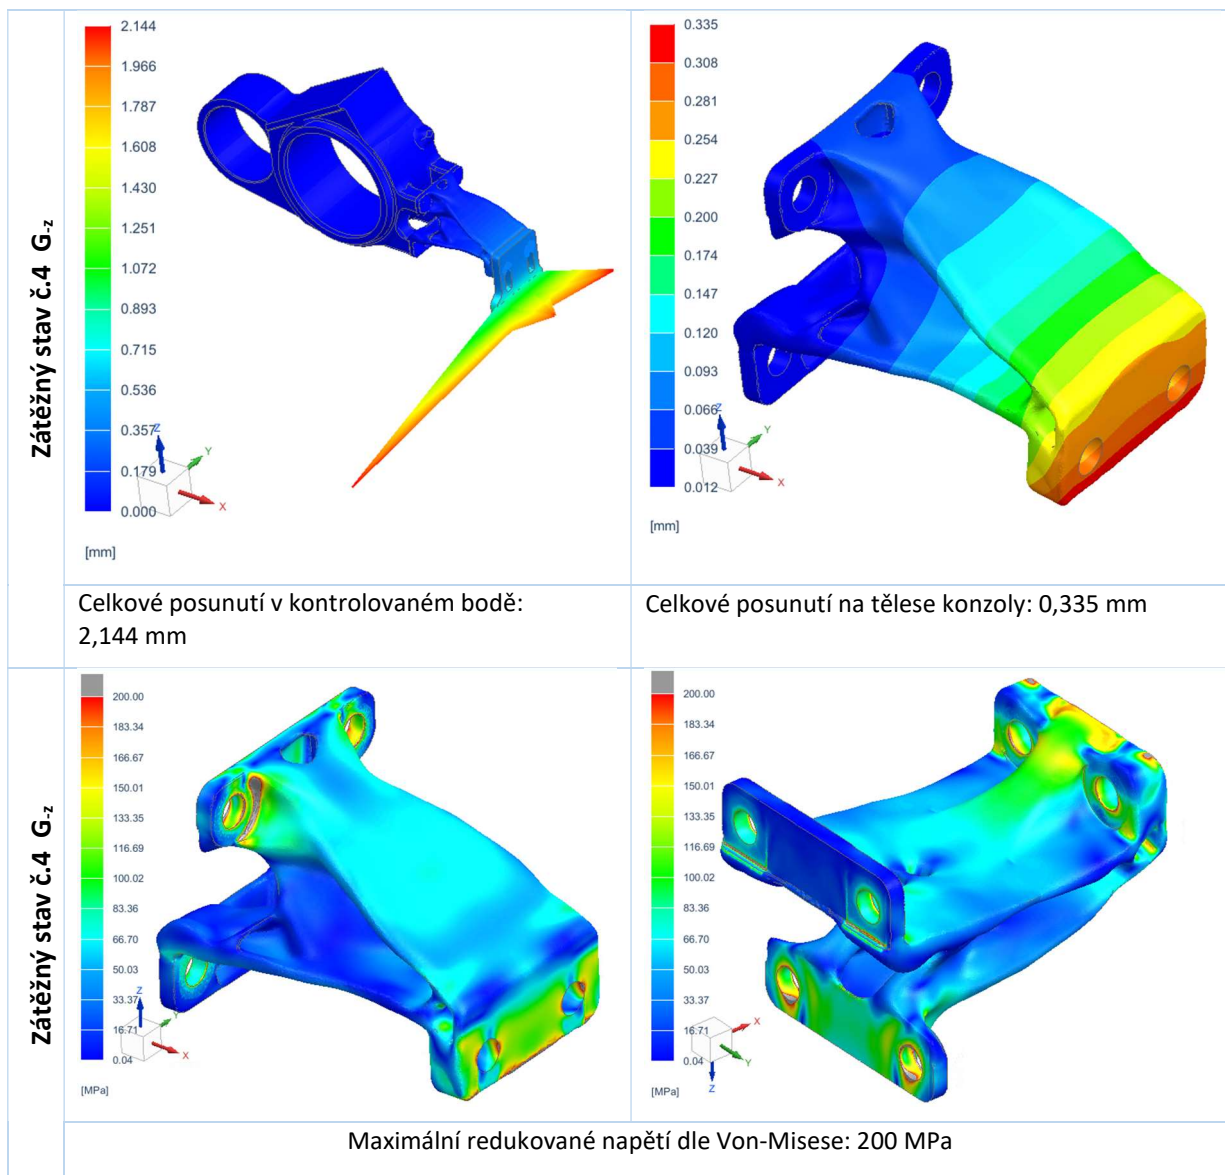 Zátěžný stav č.4 G-z
2.144
1.966
1.787
1.608
1.430
1.251
1.072
0.893
0.715
0.536
0.357
0.179
0.000
[mm]
Z
Y
X
0.335
0.308
0.281
0.254
0.227
0.200
0.174
0.147
0.120
0.093
0.066
0.039
0.012
[mm]
Z
Y
X
Celkové posunutí v kontrolovaném bodě:
2,144 mm
Celkové posunutí na tělese konzoly: 0,335 mm
Zátěžný stav č.4 G-z
200.00
183.34
166.67
150.01
133.35
116.69
100.02
83.36
66.70
50.03
33.37
16.71
0.04
[MPa]
Z
Y
X
200.00
183.34
166.67
150.01
133.35
116.69
100.02
83.36
66.70
50.03
33.37
16.71
0.04
[MPa]
X
Y
Z
Maximální redukované napětí dle Von-Misese: 200 MPa